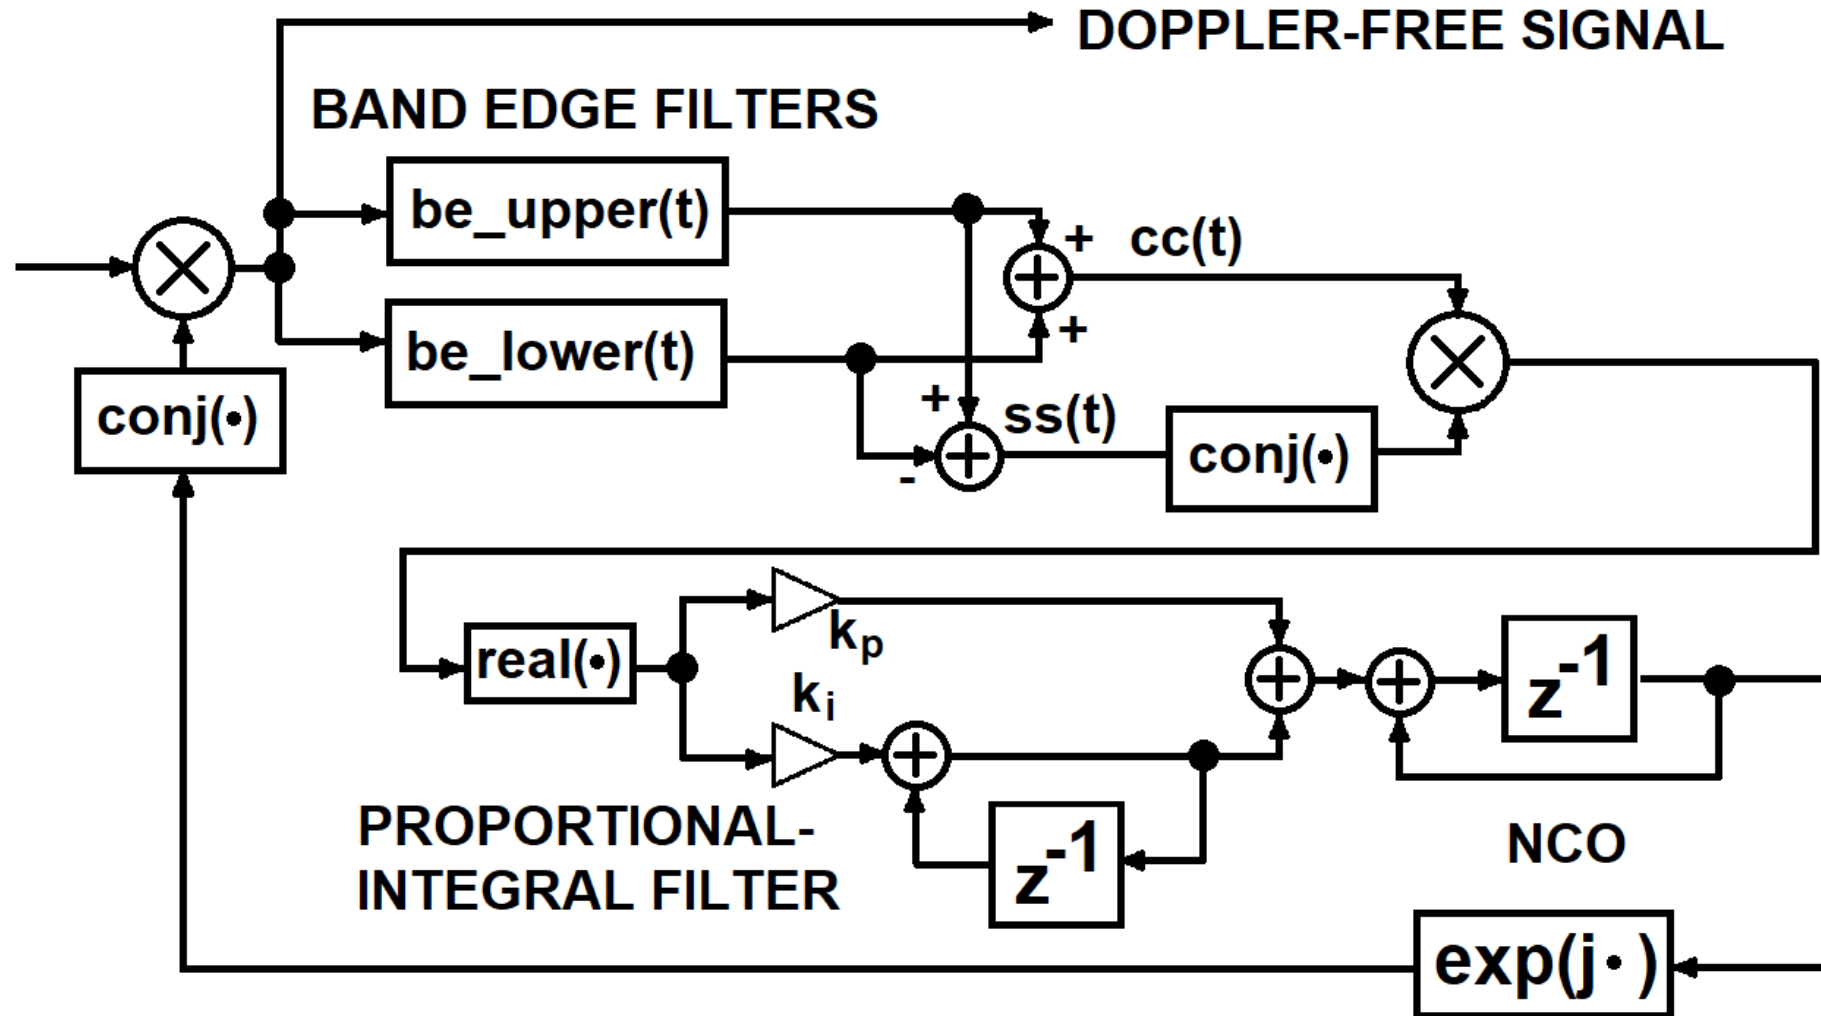 DOPPLER-FREE SIGNAL
BAND EDGE FILTERS
be_upper(t)
+ cc(t)
be_lower(t)
+
conj(•)
+ ss(t)
-
conj(•)
real(•)
kp
ki
z-1
PROPORTIONAL-
INTEGRAL FILTER
z-1
NCO
exp(j• )